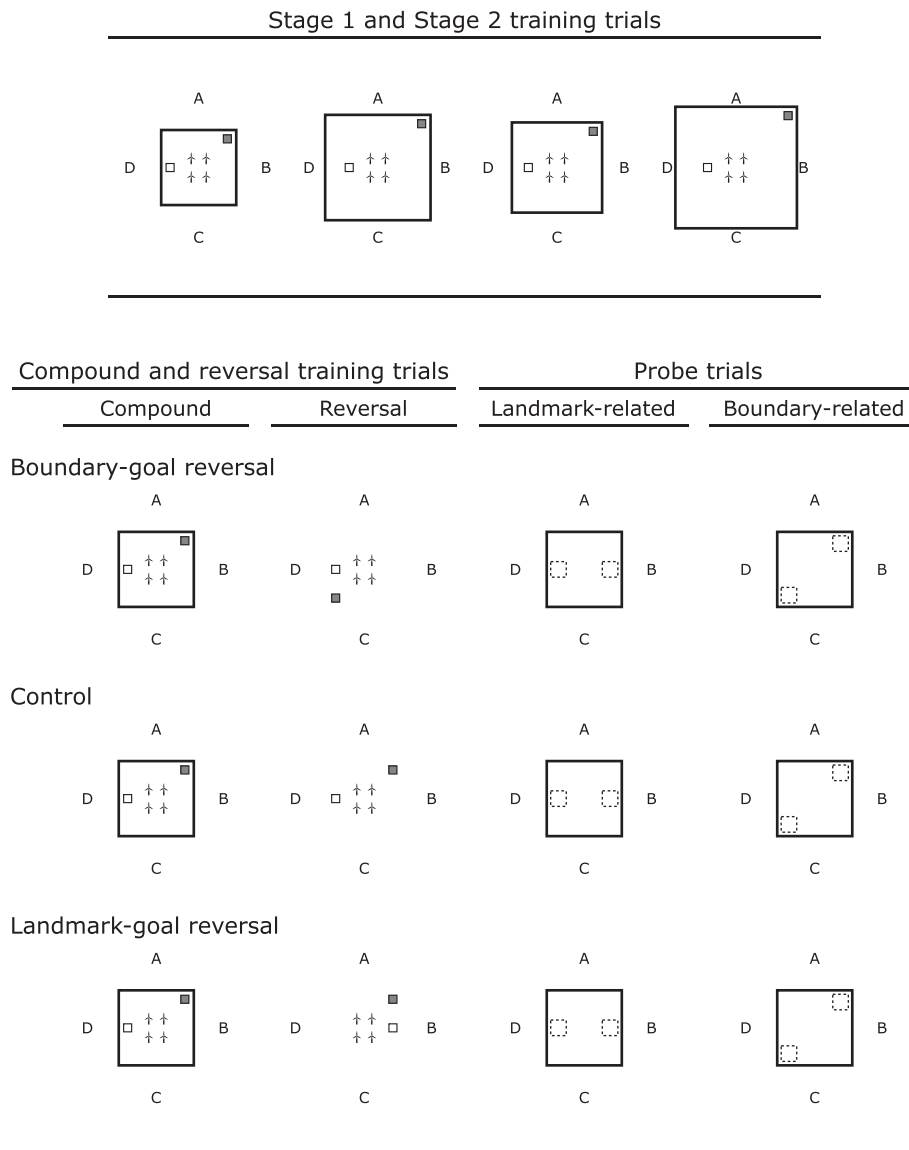 Stage 1 and Stage 2 training trials
A A A A
D B D B D B D B
C C C C
Compound and reversal training trials Probe trials
Compound Reversal Landmark-related Boundary-related
Boundary-goal reversal
A A A A
D B D B D B D B
C C C C
Control
A A A A
D B D B D B D B
C C C C
Landmark-goal reversal
A A A A
D B D B D B D B
C C C C